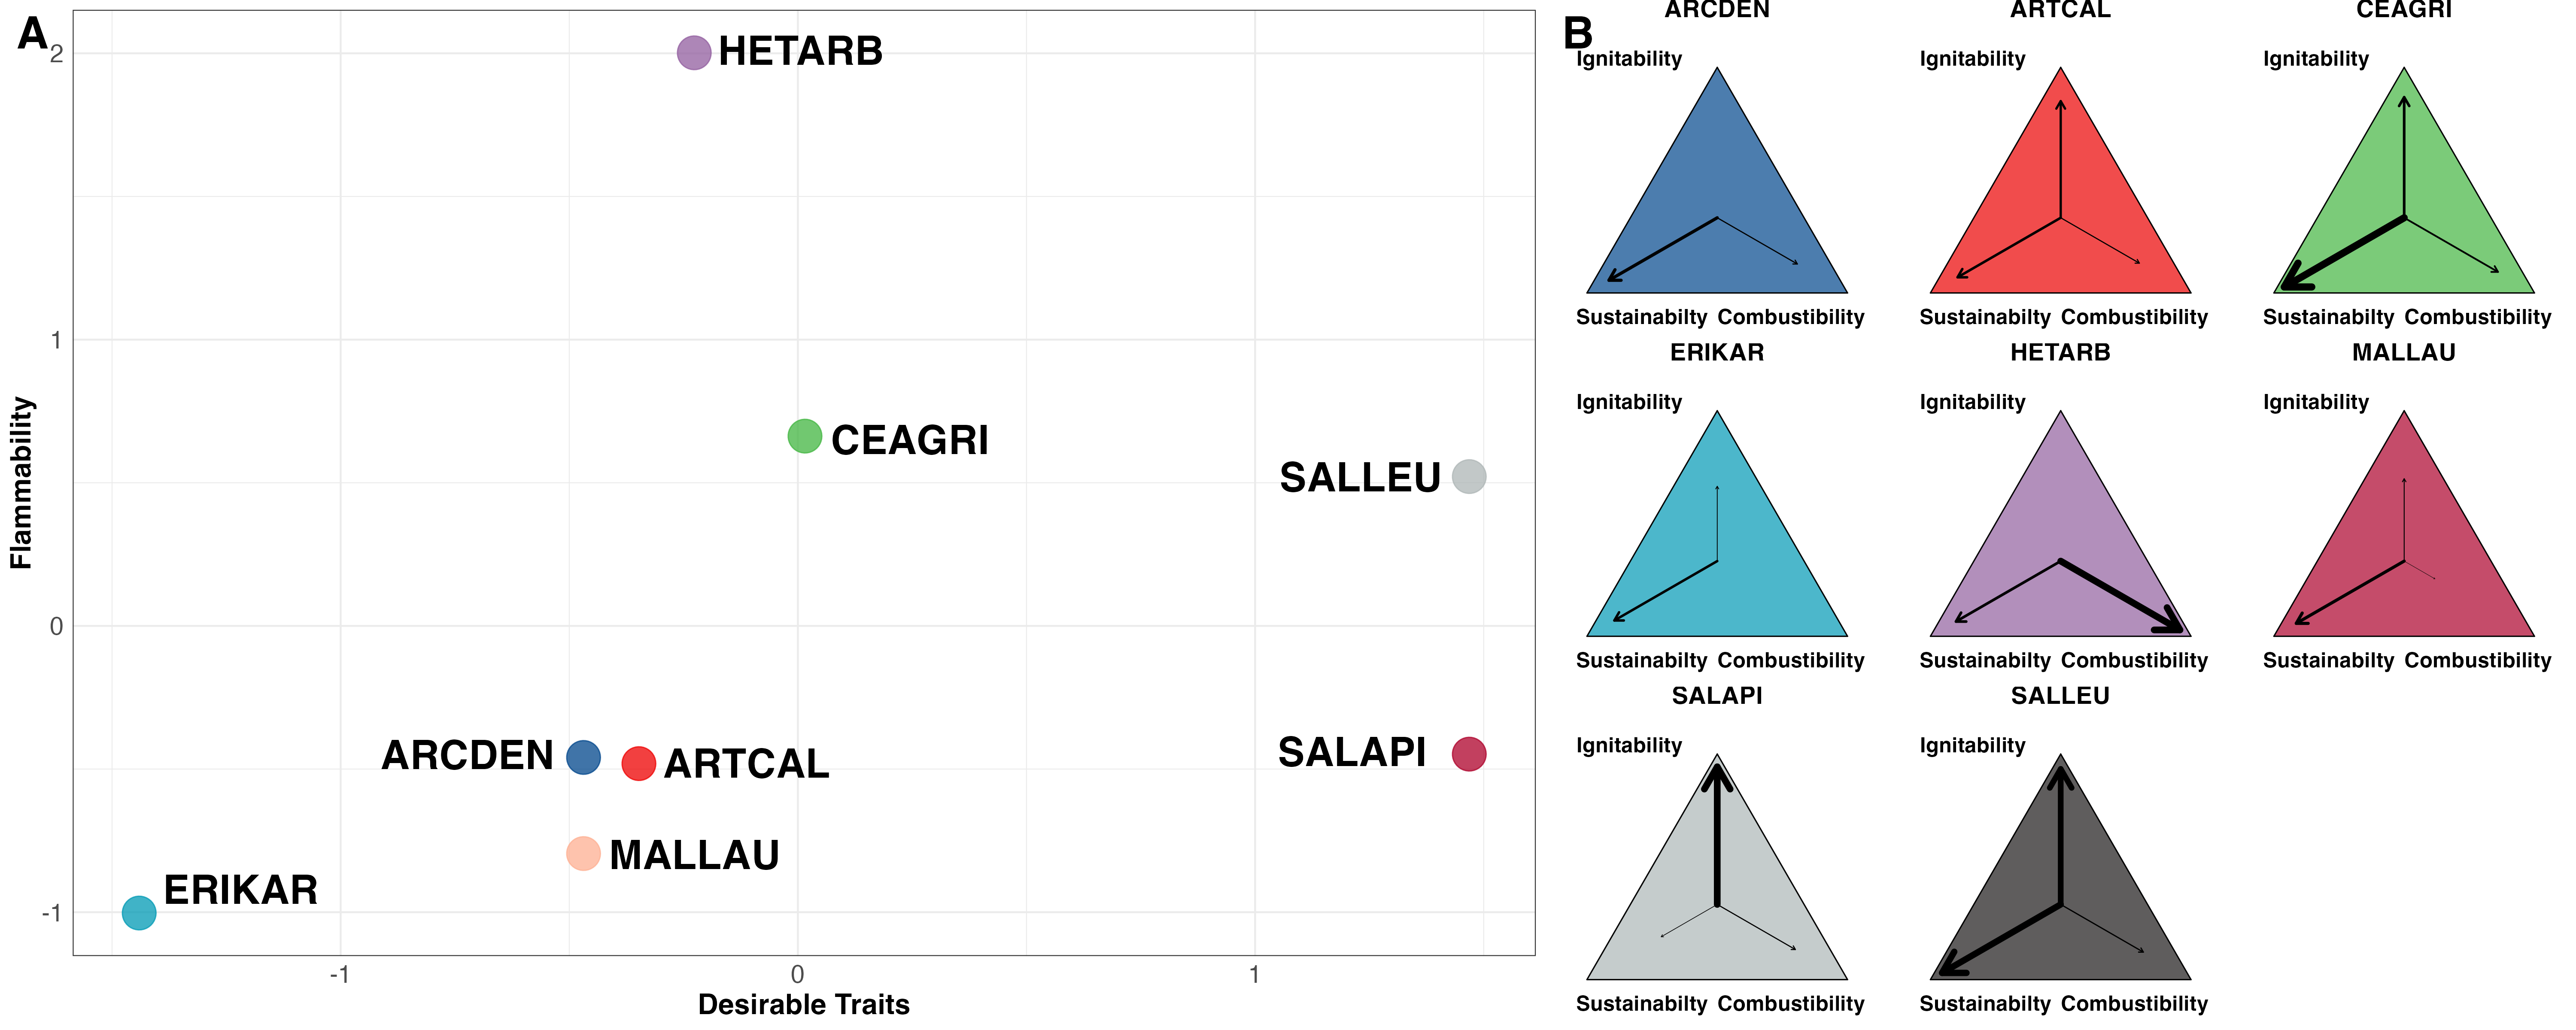 A
2
1
0
-1
Flammability
HETARB
CEAGRI
SALLEU
ARCDEN
ARTCAL
SALAPI
MALLAU
ERIKAR
-1 0 1
Desirable Traits
B
ARCDEN ARTCAL CEAGRI
Ignitability Ignitability Ignitability
Sustainabilty Combustibility Sustainabilty Combustibility Sustainabilty Combustibility
ERIKAR HETARB MALLAU
Ignitability Ignitability Ignitability
Sustainabilty Combustibility Sustainabilty Combustibility Sustainabilty Combustibility
SALAPI SALLEU
Ignitability Ignitability
Sustainabilty Combustibility Sustainabilty Combustibility